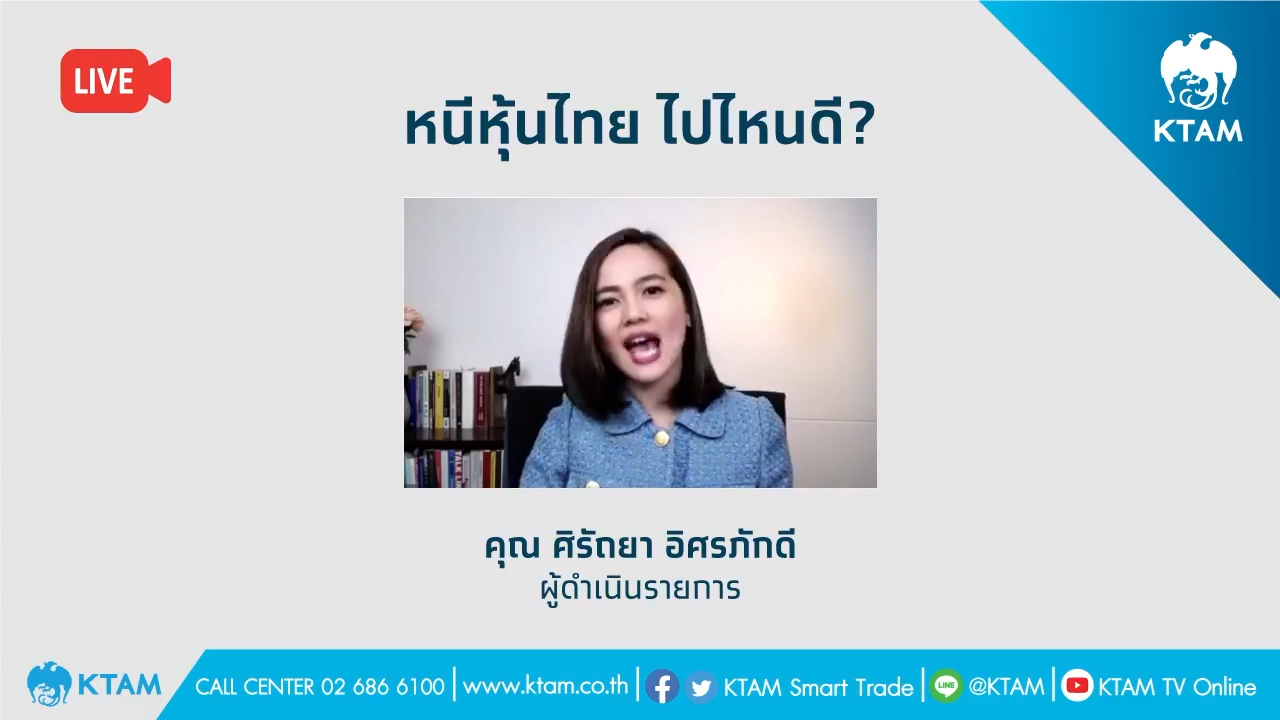 LIVE
KTAM
หนีหุ้นไทย ไปไหนดี?
คุณ ศิรัถยา อิศรภักดี
ผู้ดำเนินรายการ
KTAM CALL CENTER 02 686 6100 www.ktam.co.th KTAM Smart Trade LINE @KTAM KTAM TV Online